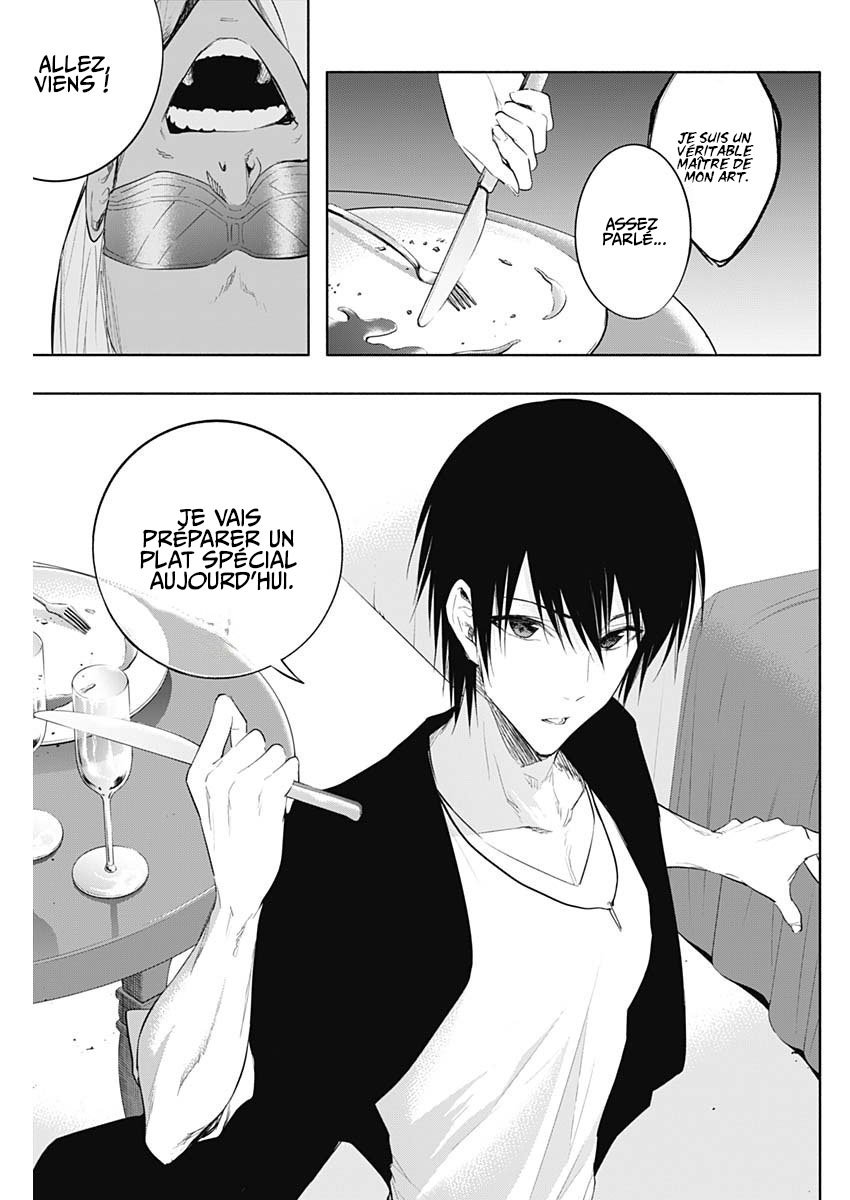 JE SUIS UN
VÉRITABLE
MAÎTRE DE
MON ART.
ASSEZ
PARLÉ...
ALLEZ,
VIENS !
JE VAIS
PRÉPARER UN
PLAT SPÉCIAL
AUJOURD'HUI.